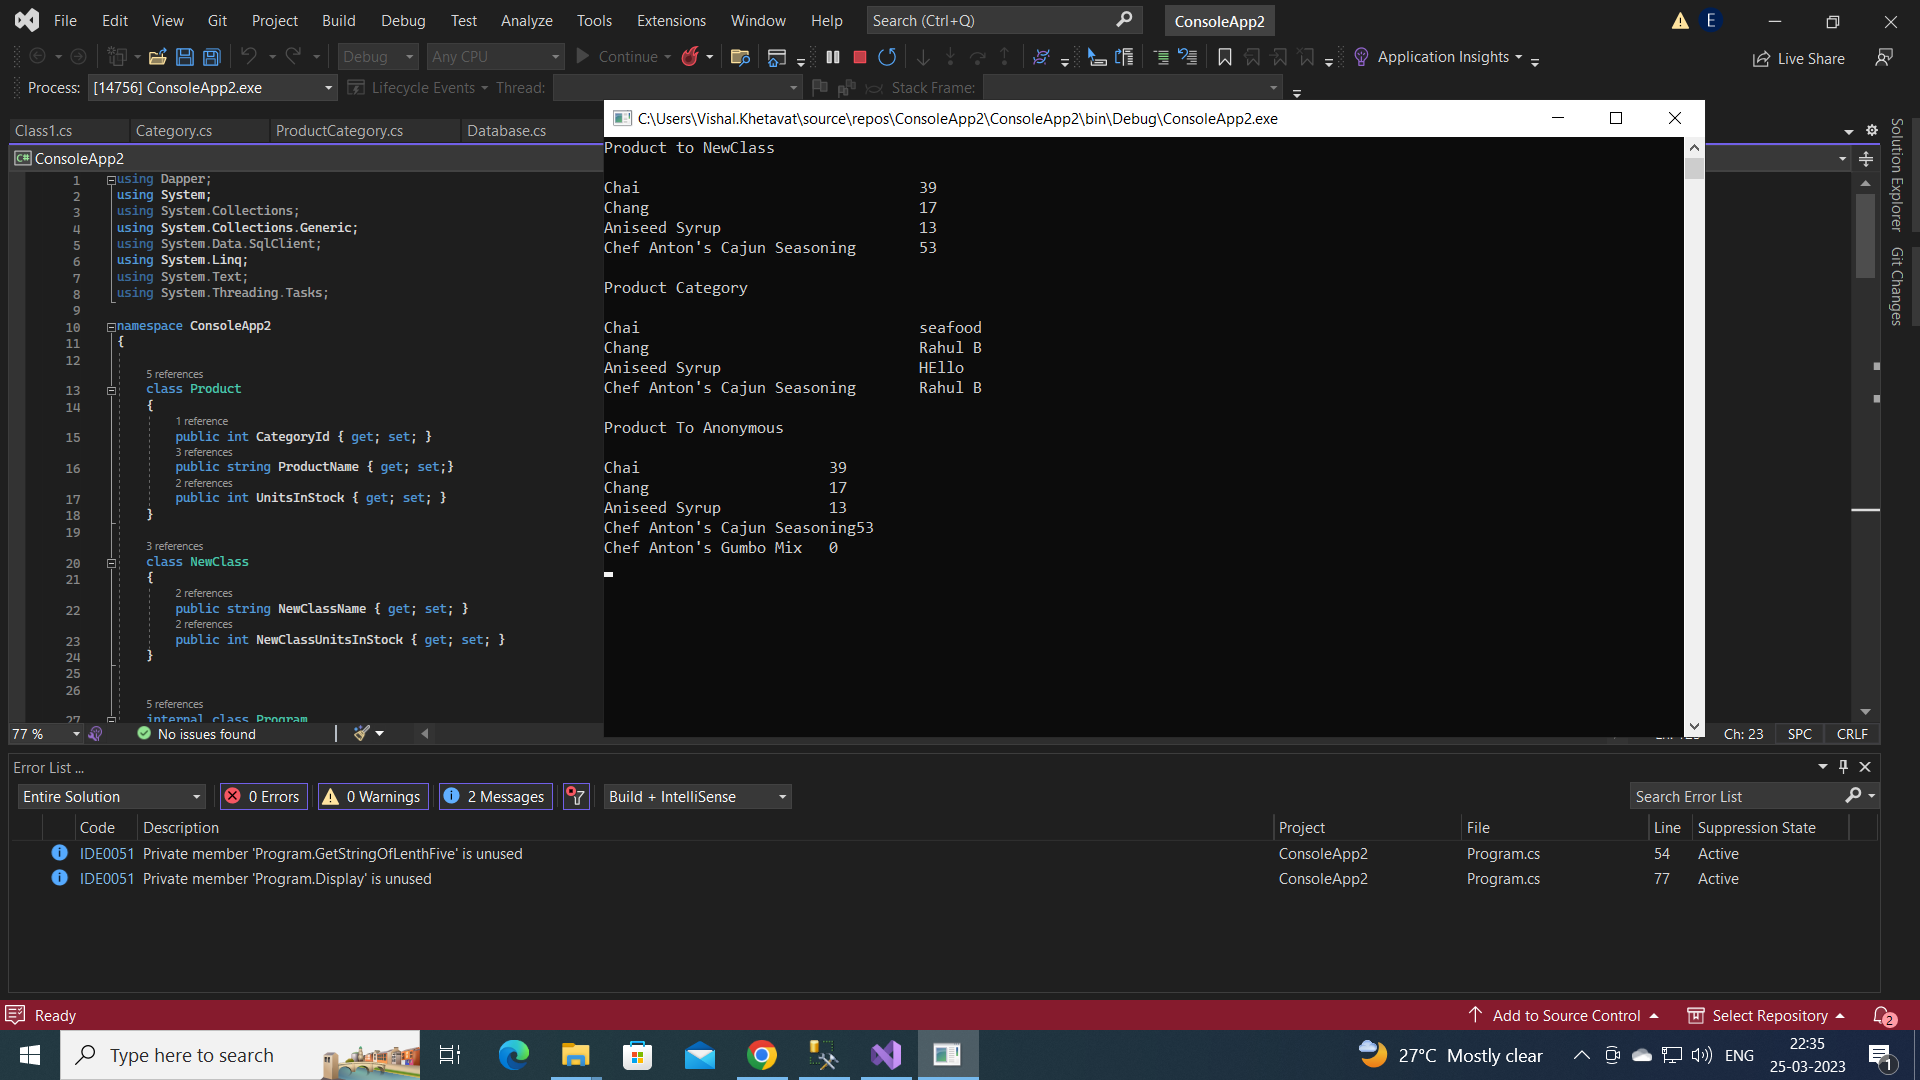 File Edit View Git Project Build Debug Test Analyze Tools Extensions Window Help Search (Ctrl+Q) ConsoleApp2 E
Debug Any CPU Continue Application Insights Live Share
Process: [14756] ConsoleApp2.exe Lifecycle Events Thread: Stack Frame:
Class1.cs Category.cs ProductCategory.cs Database.cs
C# ConsoleApp2
1 using Dapper;
2 using System;
3 using System.Collections;
4 using System.Collections.Generic;
5 using System.Data.SqlClient;
6 using System.Linq;
7 using System.Text;
8 using System.Threading.Tasks;
9
10 namespace ConsoleApp2
11 {
12
5 references
13 class Product
14 {
1 reference
15 public int CategoryId { get; set; }
3 references
16 public string ProductName { get; set;}
2 references
17 public int UnitsInStock { get; set; }
18 }
19
3 references
20 class NewClass
21 {
2 references
22 public string NewClassName { get; set; }
2 references
23 public int NewClassUnitsInStock { get; set; }
24 }
25
26
5 references
27 internal class Program
C:\Users\Vishal.Khetavat\source\repos\ConsoleApp2\ConsoleApp2\bin\Debug\ConsoleApp2.exe
Product to NewClass
Chai 39
Chang 17
Aniseed Syrup 13
Chef Anton's Cajun Seasoning 53
Product Category
Chai seafood
Chang Rahul B
Aniseed Syrup HEllo
Chef Anton's Cajun Seasoning Rahul B
Product To Anonymous
Chai 39
Chang 17
Aniseed Syrup 13
Chef Anton's Cajun Seasoning53
Chef Anton's Gumbo Mix 0
Solution Explorer
Git Changes
77 % No issues found Ch: 23 SPC CRLF
Error List ...
Entire Solution 0 Errors 0 Warnings 2 Messages Build + IntelliSense Search Error List
Code Description Project File Line Suppression State
IDE0051 Private member 'Program.GetStringOfLenthFive' is unused ConsoleApp2 Program.cs 54 Active
IDE0051 Private member 'Program.Display' is unused ConsoleApp2 Program.cs 77 Active
Ready Add to Source Control Select Repository 2
Type here to search 27°C Mostly clear ENG 22:35
25-03-2023 1